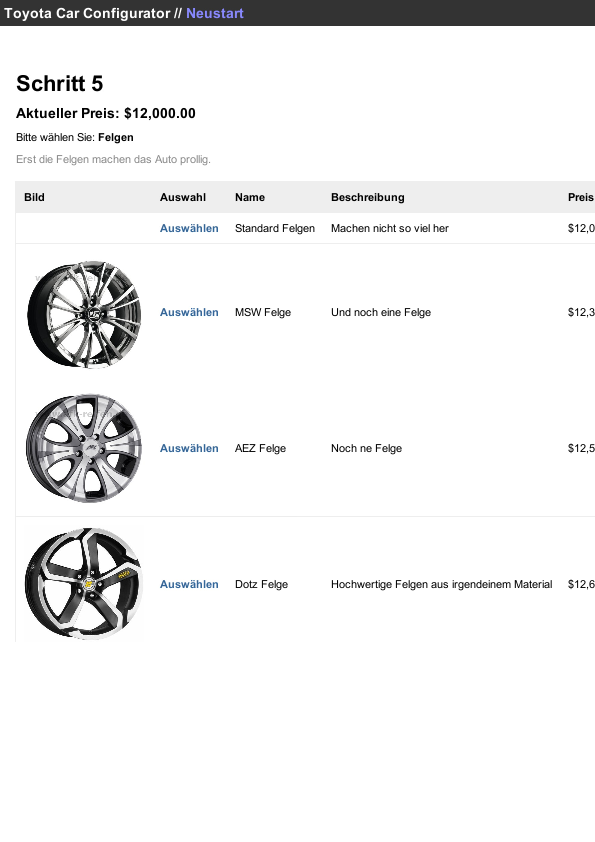 Toyota Car Configurator // Neustart
Schritt 5
Aktueller Preis: $12,000.00
Bitte wählen Sie: Felgen
Erst die Felgen machen das Auto prollig.
Bild Auswahl Name Beschreibung Preis
Auswählen Standard Felgen Machen nicht so viel her $12,0
Auswählen MSW Felge Und noch eine Felge $12,3
Auswählen AEZ Felge Noch ne Felge $12,5
Auswählen Dotz Felge Hochwertige Felgen aus irgendeinem Material $12,6